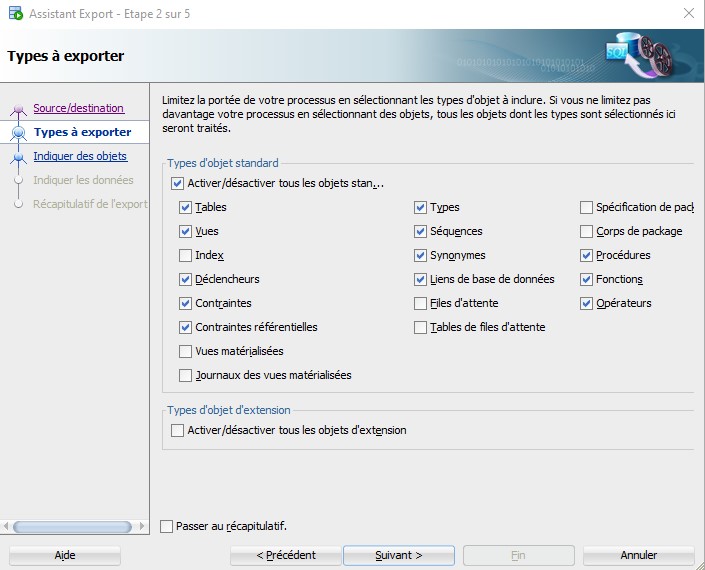 Assistant Export - Etape 2 sur 5
Types à exporter
SQL
Source/destination
Types à exporter
Indiquer des objets
Indiquer les données
Récapitulatif de l'export
Limitez la portée de votre processus en sélectionnant les types d'objet à inclure. Si vous ne limitez pas
davantage votre processus en sélectionnant des objets, tous les objets dont les types sont sélectionnés ici
seront traités.
Types d'objet standard
Activer/désactiver tous les objets stan...
Tables
Types
Spécification de pack
Vues
Séquences
Corps de package
Index
Synonymes
Procédures
Déclencheurs
Liens de base de données
Fonctions
Contraintes
Files d'attente
Opérateurs
Contraintes référentielles
Tables de files d'attente
Vues matérialisées
Journaux des vues matérialisées
Types d'objet d'extension
Activer/désactiver tous les objets d'extension
Passer au récapitulatif.
Aide
< Précédent
Suivant >
Fin
Annuler